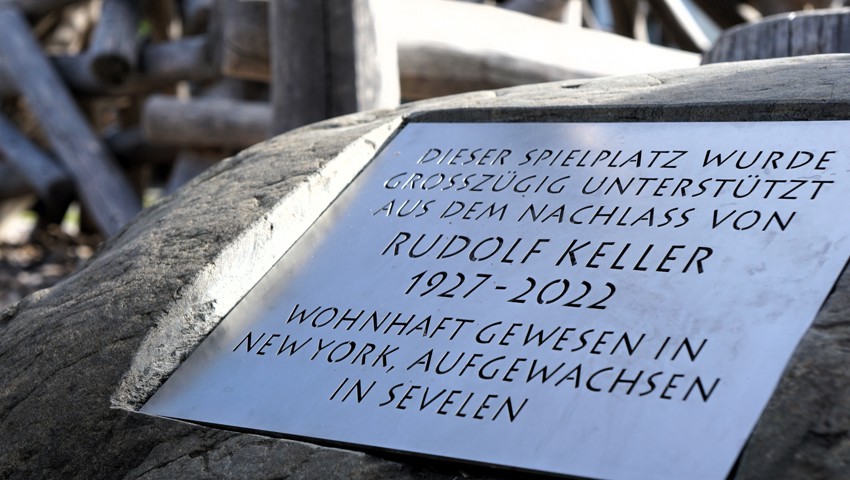 DIESER SPIELPLATZ WURDE
GROSSZÜGIG UNTERSTÜTZT
AUS DEM NACHLASS VON
RUDOLF KELLER
1927-2022
WOHNHAFT GEWESEN IN
NEW YORK, AUFGEWACHSEN
IN SEVELEN